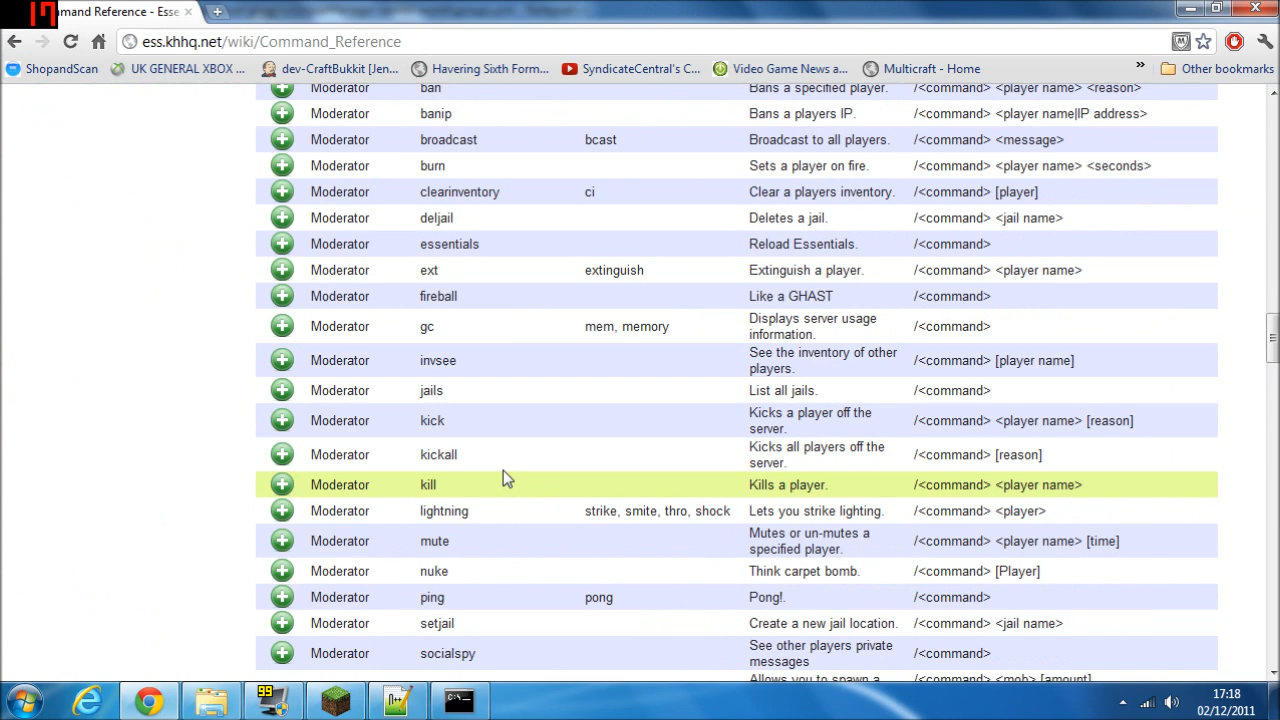 17
ommand Reference - Esse
ess.khhq.net/wiki/Command_Reference
ShopandScan UK GENERAL XBOX ... dev-CraftBukkit [Jen... Havering Sixth Form... SyndicateCentral's C... Video Game News a... Multicraft - Home » Other bookmarks
Moderator ban Bans a specified player. /<command> <player name> <reason>
Moderator banip Bans a players IP. /<command> <player name|IP address>
Moderator broadcast bcast Broadcast to all players. /<command> <message>
Moderator burn Sets a player on fire. /<command> <player name> <seconds>
Moderator clearinventory ci Clear a players inventory. /<command> [player]
Moderator deljail Deletes a jail. /<command> <jail name>
Moderator essentials Reload Essentials. /<command>
Moderator ext extinguish Extinguish a player. /<command> <player name>
Moderator fireball Like a GHAST /<command>
Moderator gc mem, memory Displays server usage information. /<command>
Moderator invsee See the inventory of other players. /<command> [player name]
Moderator jails List all jails. /<command>
Moderator kick Kicks a player off the server. /<command> <player name> [reason]
Moderator kickall Kicks all players off the server. /<command> [reason]
Moderator kill Kills a player. /<command> <player name>
Moderator lightning strike, smite, thro, shock Lets you strike lighting. /<command> <player>
Moderator mute Mutes or un-mutes a specified player. /<command> <player name> [time]
Moderator nuke Think carpet bomb. /<command> [Player]
Moderator ping pong Pong!. /<command>
Moderator setjail Create a new jail location. /<command> <jail name>
Moderator socialspy See other players private messages /<command>
Allows you to spawn a /<command> <mob> [amount]
99
17:18
02/12/2011